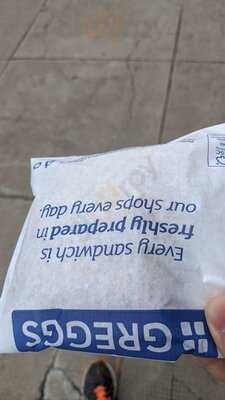 GREGGS
Every sandwich is
freshly prepared in
our shops every day.